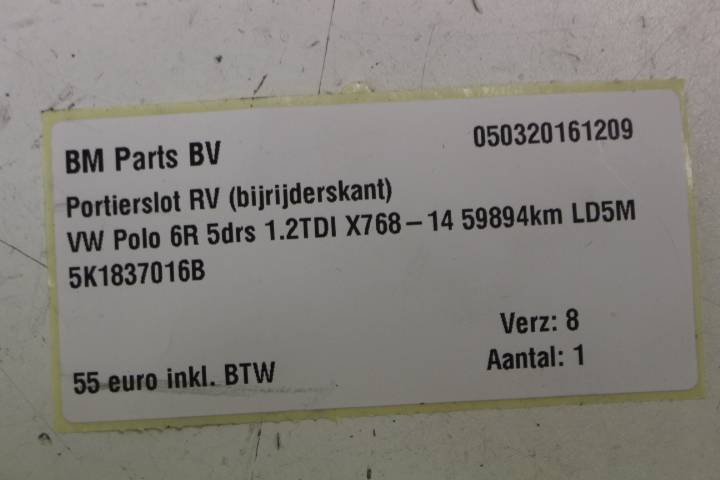 BM Parts BV 050320161209
Portierslot RV (bijrijderskant)
VW Polo 6R 5drs 1.2TDI X768-14 59894km LD5M
5K1837016B
Verz: 8
55 euro inkl. BTW Aantal: 1